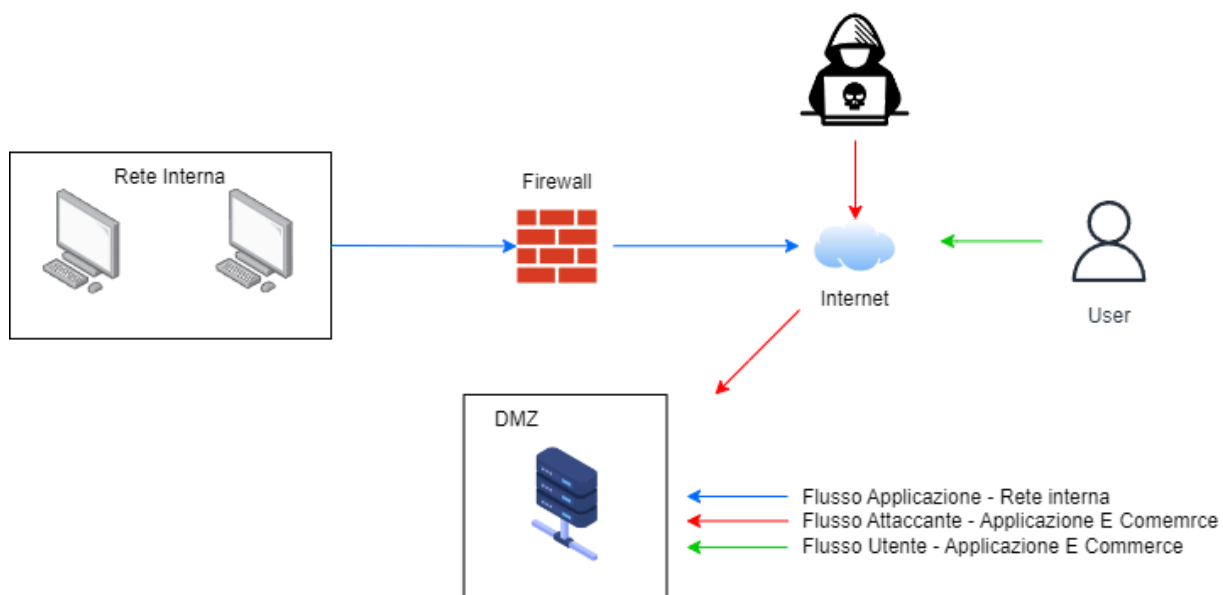 Rete Interna
Firewall
Internet
User
DMZ
Flusso Applicazione - Rete interna
Flusso Attaccante - Applicazione E Comemrce
Flusso Utente - Applicazione E Commerce